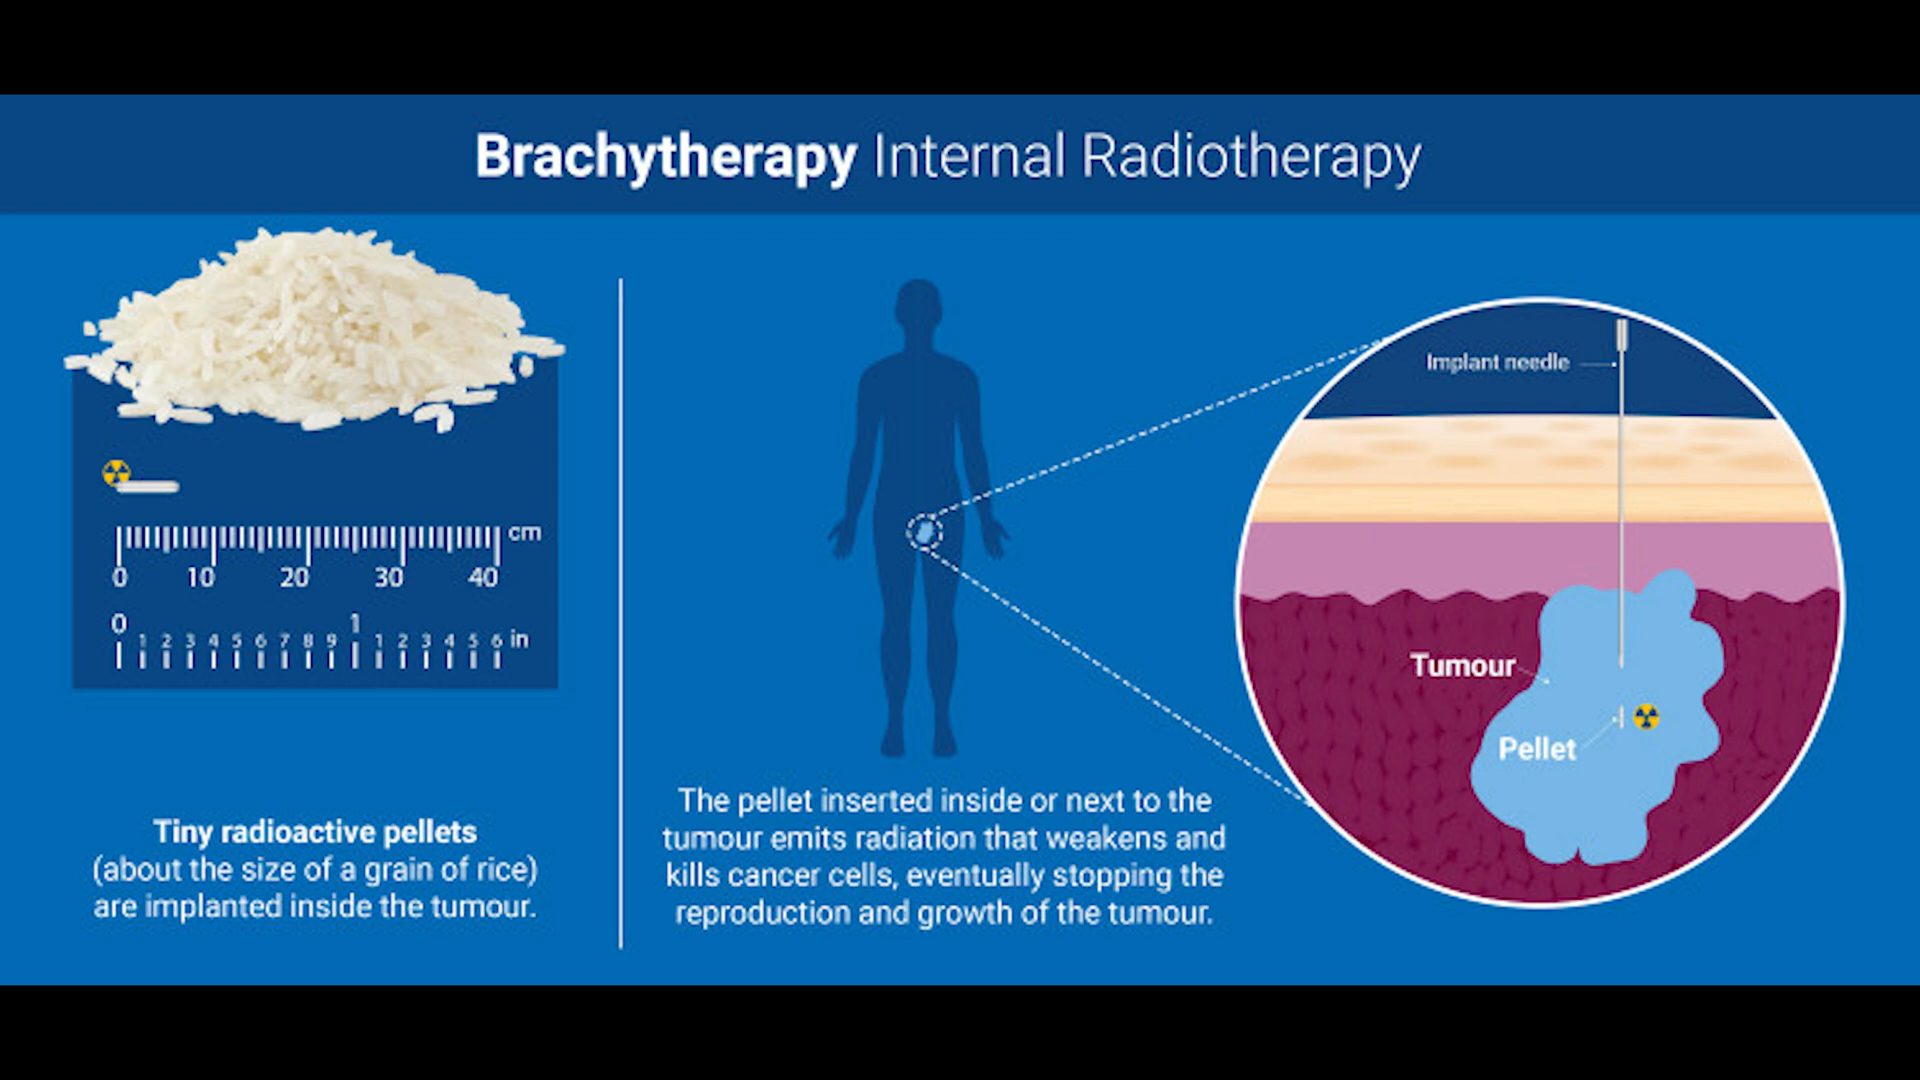 Brachytherapy Internal Radiotherapy
cm
0 10 20 30 40
0 1 2 3 4 5 6 7 8 9 1 1 2 3 4 5 6 in
Tiny radioactive pellets
(about the size of a grain of rice)
are implanted inside the tumour.
The pellet inserted inside or next to the
tumour emits radiation that weakens and
kills cancer cells, eventually stopping the
reproduction and growth of the tumour.
Implant needle
Tumour
Pellet